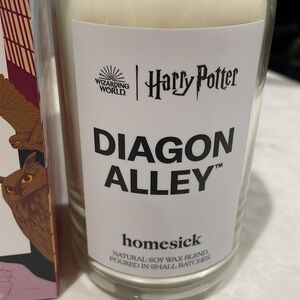 WIZARDING
WORLD
Harry Potter
DIAGON
ALLEY™
homesick
NATURAL SOY WAX BLEND.
POURED IN SMALL BATCHES.